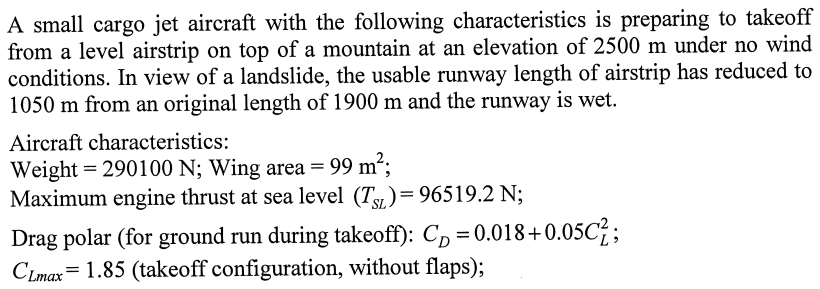 A small cargo jet aircraft with the following characteristics is preparing to takeoff
from a level airstrip on top of a mountain at an elevation of 2500 m under no wind
conditions. In view of a landslide, the usable runway length of airstrip has reduced to
1050 m from an original length of 1900 m and the runway is wet.
Aircraft characteristics:
Weight = 290100 N; Wing area = 99 m²;
Maximum engine thrust at sea level (T_SL) = 96519.2 N;
Drag polar (for ground run during takeoff): C_D = 0.018+0.05C_L²;
C_Lmax = 1.85 (takeoff configuration, without flaps);